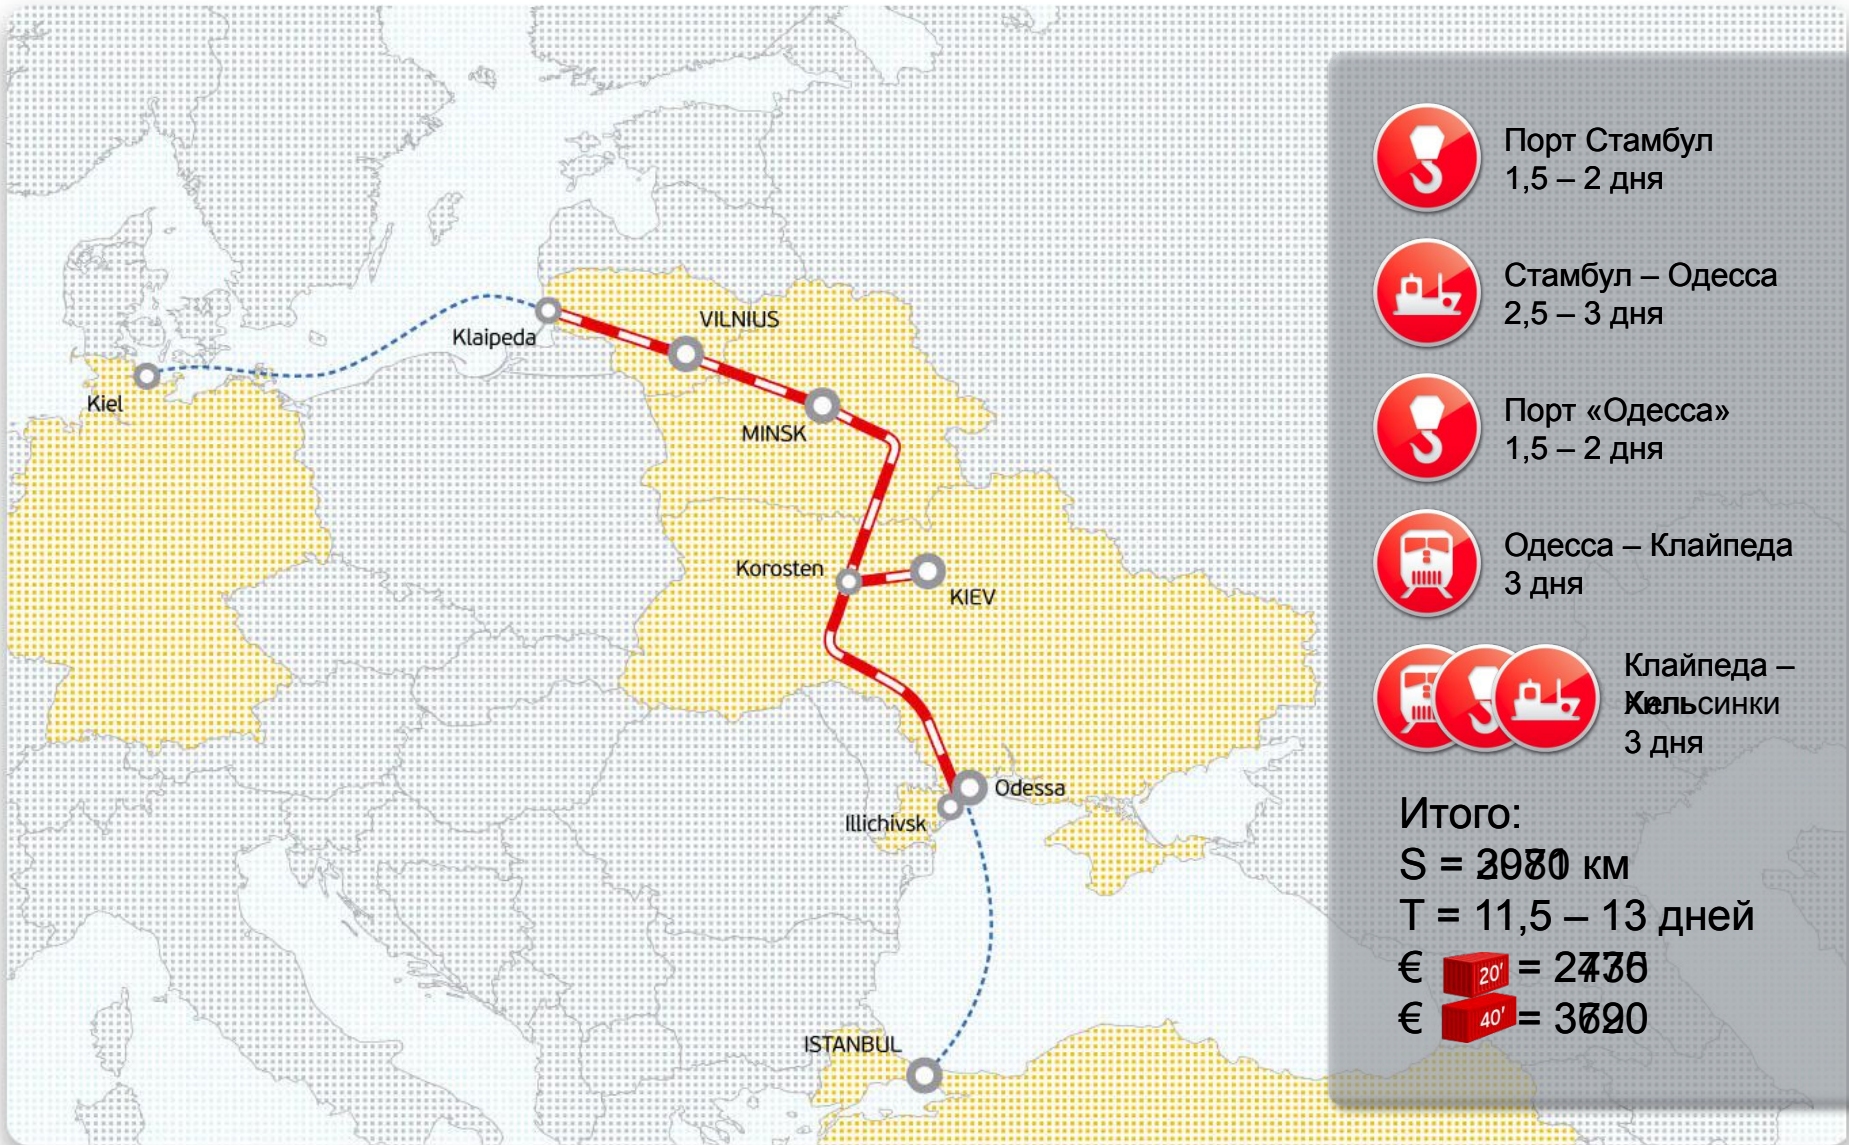 Klaipeda
VILNIUS
MINSK
Kiel
Korosten
KIEV
Odessa
Illichivsk
ISTANBUL
Порт Стамбул
1,5 – 2 дня
Стамбул – Одесса
2,5 – 3 дня
Порт «Одесса»
1,5 – 2 дня
Одесса – Клайпеда
3 дня
Клайпеда –
3 дня
Итого:
S = км
T = 11,5 – 13 дней
€ 20' =
€ 40' =